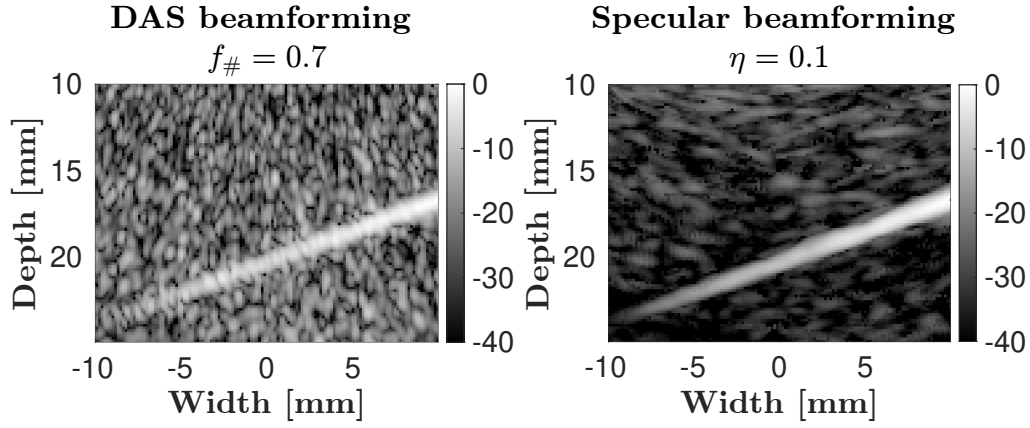 DAS beamforming
f# = 0.7
10
15
20
-10 -5 0 5
Depth [mm]
Width [mm]
0
-10
-20
-30
-40
Specular beamforming
η = 0.1
10
15
20
-10 -5 0 5
Depth [mm]
Width [mm]
0
-10
-20
-30
-40